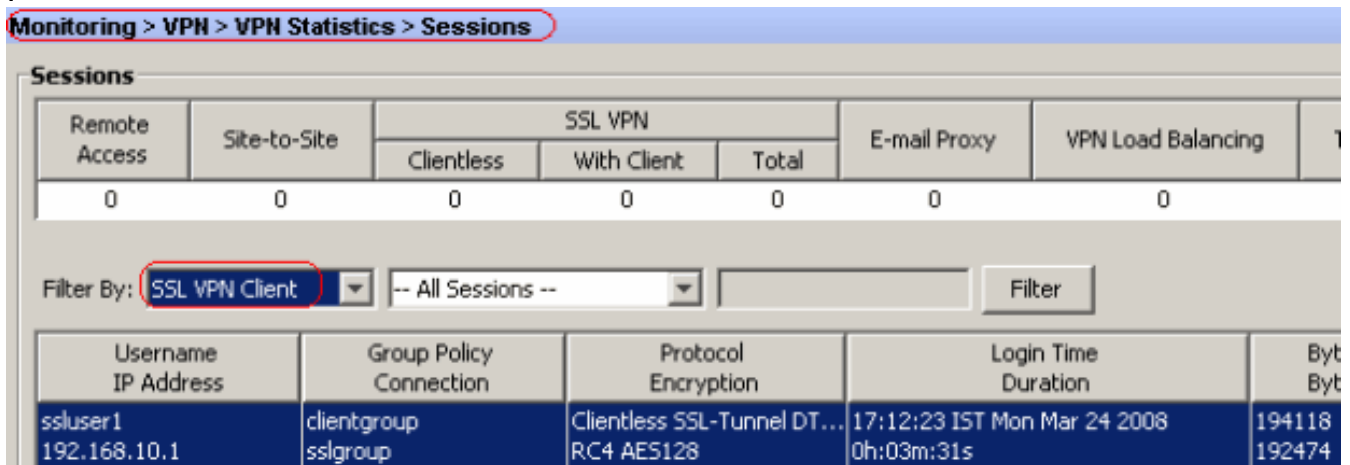 Monitoring > VPN > VPN Statistics > Sessions
Sessions
Remote Access Site-to-Site SSL VPN E-mail Proxy VPN Load Balancing
Clientless With Client Total
0 0 0 0 0 0 0
Filter By: SSL VPN Client -- All Sessions -- Filter
Username Group Policy Protocol Login Time Byt
IP Address Connection Encryption Duration Byt
ssluser1 clientgroup Clientless SSL-Tunnel DT... 17:12:23 IST Mon Mar 24 2008 194118
192.168.10.1 sslgroup RC4 AES128 0h:03m:31s 192474